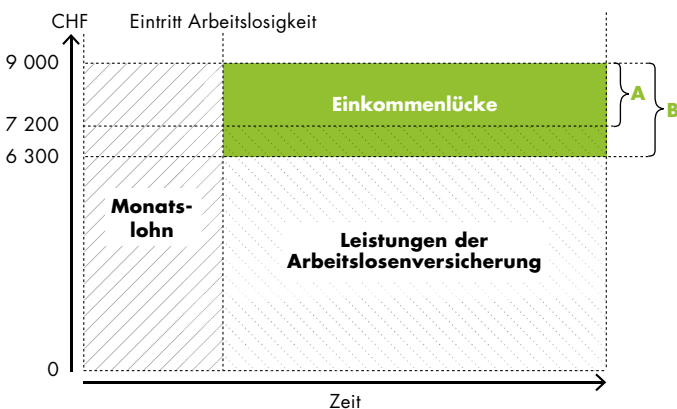 CHF
Eintritt Arbeitslosigkeit
9 000
7 200
6 300
0
Einkommenlücke
A
B
Monats-
lohn
Leistungen der
Arbeitslosenversicherung
Zeit